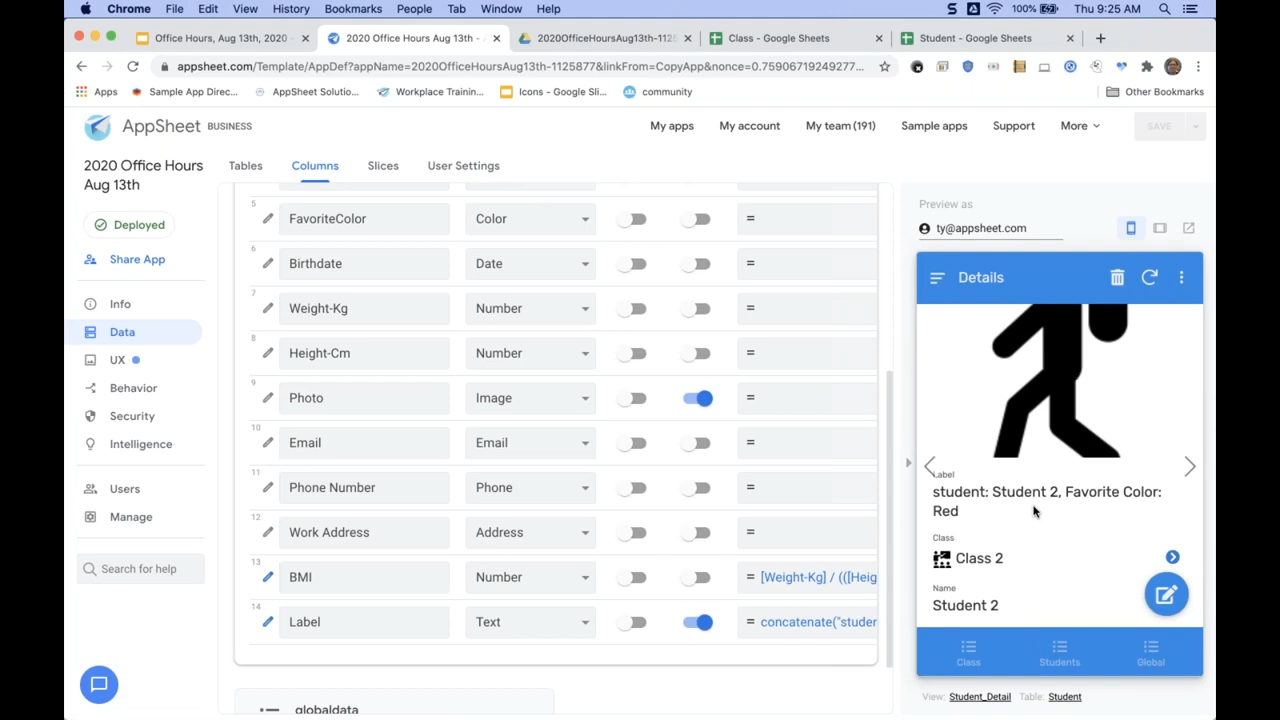 Chrome File Edit View History Bookmarks People Tab Window Help
S 100% Thu 9:25 AM
Office Hours, Aug 13th, 2020 × 2020 Office Hours Aug 13th - × 2020OfficeHoursAug13th-1125 × Class - Google Sheets × Student - Google Sheets × +
appsheet.com/Template/AppDef?appName=2020OfficeHoursAug13th-1125877&linkFrom=CopyApp&nonce=0.75906719249277...
Apps Sample App Direc... AppSheet Solutio... Workplace Trainin... Icons - Google Sli... community Other Bookmarks
AppSheet BUSINESS My apps My account My team (191) Sample apps Support More SAVE
2020 Office Hours
Aug 13th
Tables Columns Slices User Settings
Deployed
Share App
Info
Data
UX
Behavior
Security
Intelligence
Users
Manage
Search for help
5 FavoriteColor Color =
6 Birthdate Date =
7 Weight-Kg Number =
8 Height-Cm Number =
9 Photo Image =
10 Email Email =
11 Phone Number Phone =
12 Work Address Address =
13 BMI Number = [Weight-Kg] / (([Heig
14 Label Text = concatenate("studer
globaldata
Preview as
ty@appsheet.com
Details
Label
student: Student 2, Favorite Color:
Red
Class
Class 2
Name
Student 2
Class Students Global
View: Student_Detail Table: Student